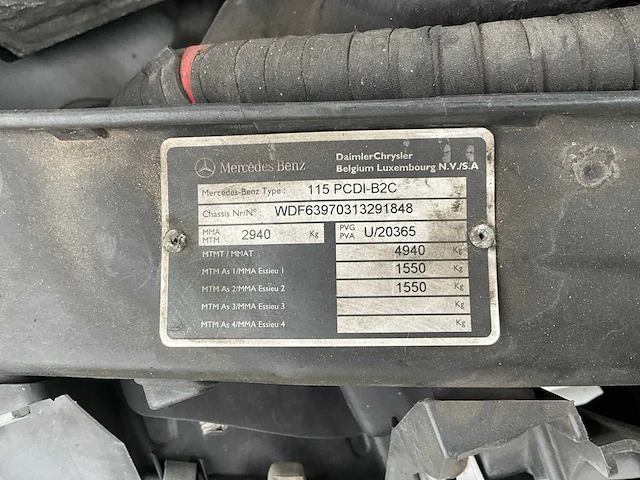 Mercedes-Benz
DaimlerChrysler
Belgium Luxembourg N.V./S.A
Mercedes-Benz Type : 115 PCDI-B2C
Chassis Nr/N° WDF63970313291848
MMA
MTM 2940 Kg
PVG
PVA U/20365
MTMT / MMAT 4940 Kg
MTM As 1/MMA Essieu 1 1550 Kg
MTM As 2/MMA Essieu 2 1550 Kg
MTM As 3/MMA Essieu 3 Kg
MTM As 4/MMA Essieu 4 Kg